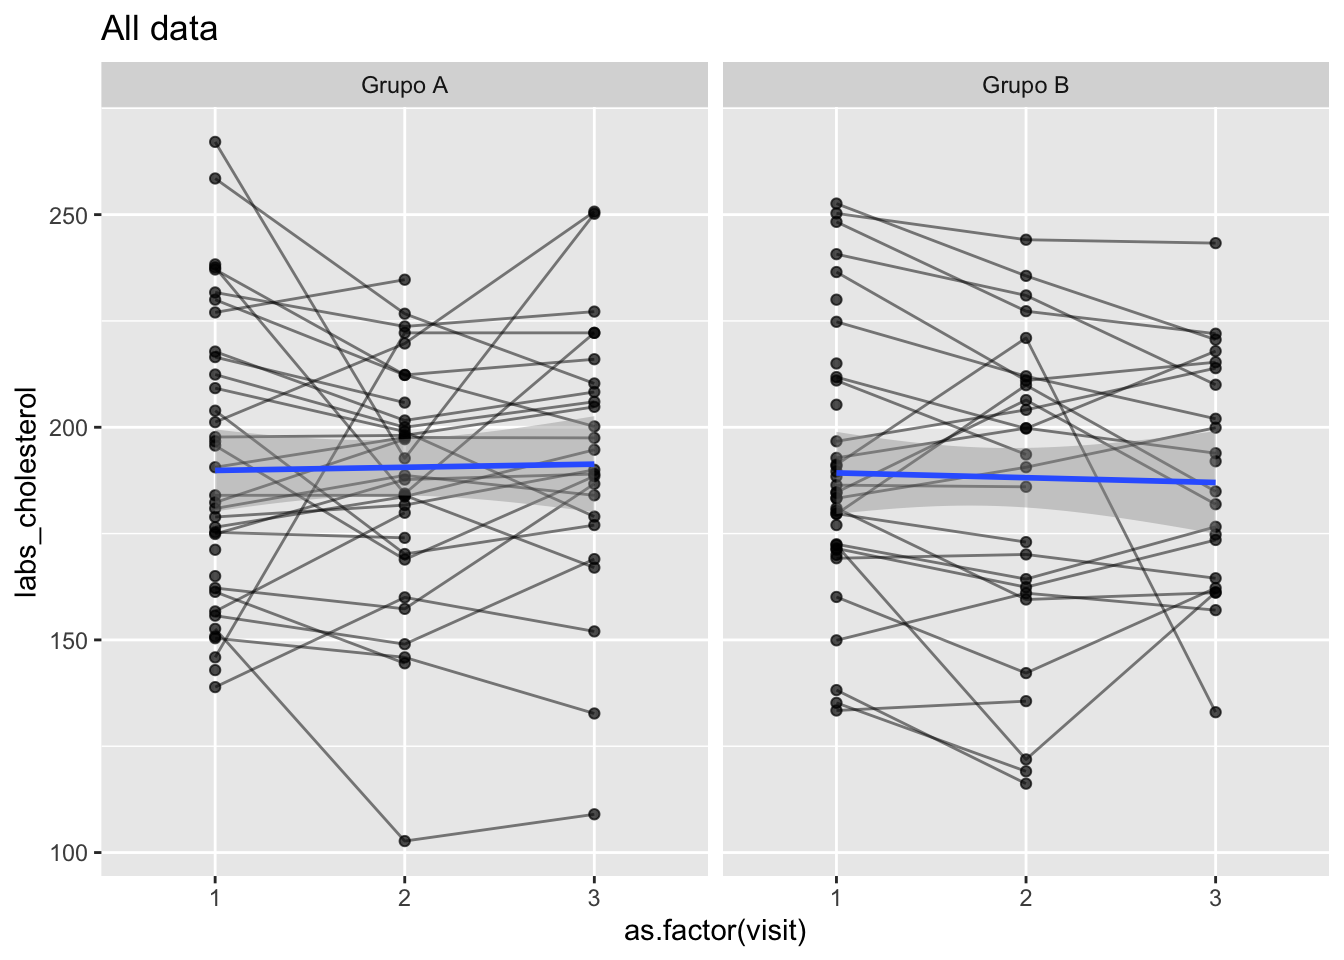 All data
Grupo A
Grupo B
labs_cholesterol
250
200
150
100
1 2 3
1 2 3
as.factor(visit)